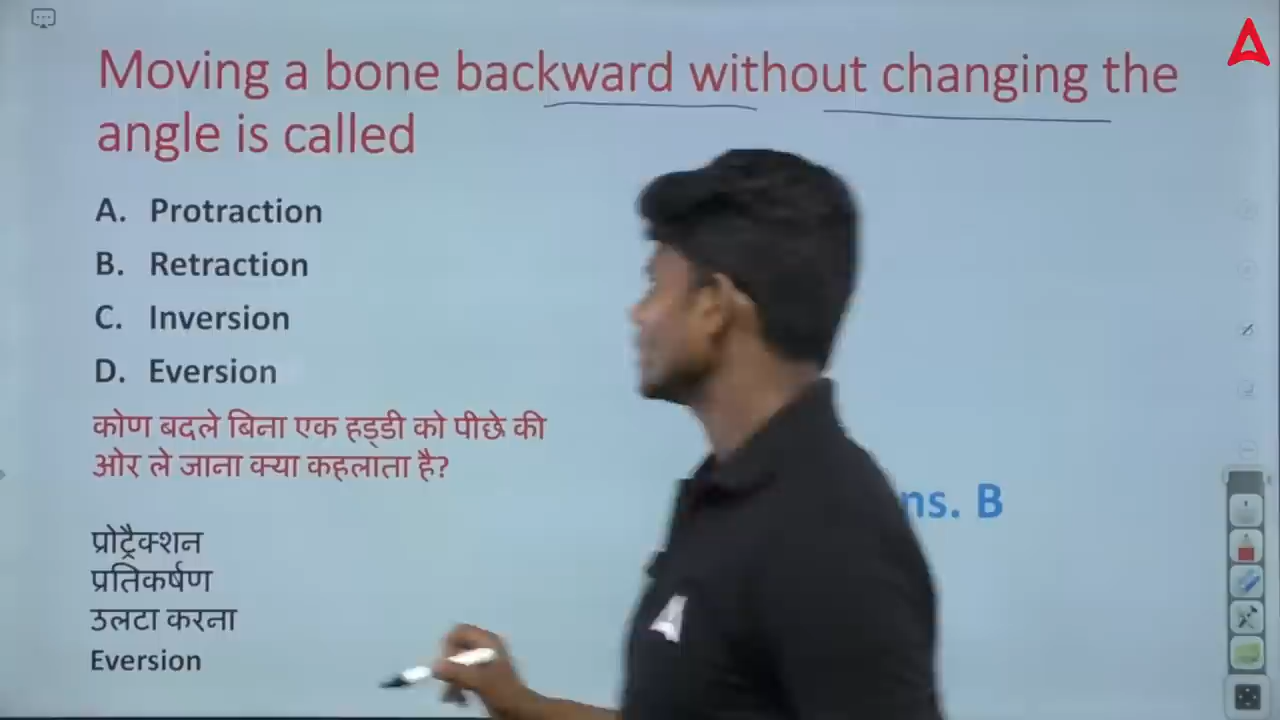 Moving a bone backward without changing the
angle is called
A. Protraction
B. Retraction
C. Inversion
D. Eversion
कोण बदले बिना एक हड्डी को पीछे की
ओर ले जाना क्या कहलाता है?
ns. B
प्रोट्रैक्शन
प्रतिकर्षण
उलटा करना
Eversion